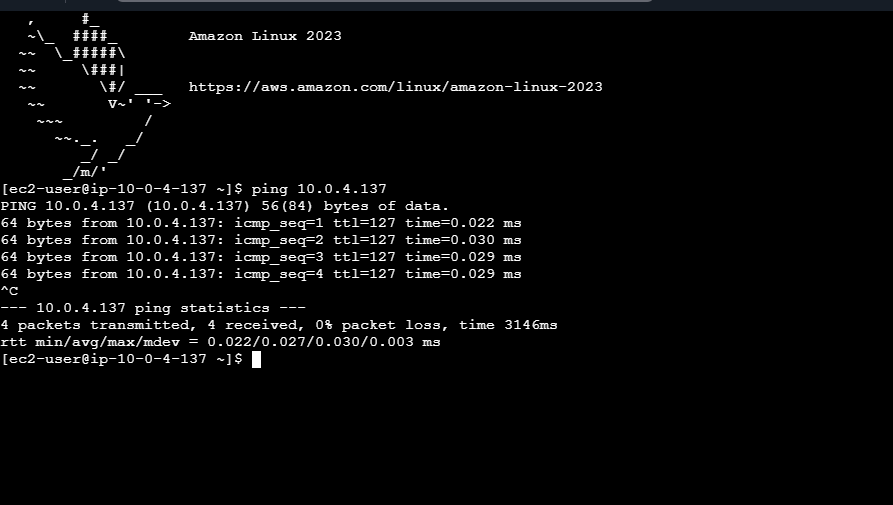 ,     #_
   ~\_  ####_        Amazon Linux 2023
  ~~  \_#####\
  ~~     \###|
  ~~       \#/ ___   https://aws.amazon.com/linux/amazon-linux-2023
   ~~       V~' '->
    ~~~         /
      ~~._.   _/
         _/ _/
       _/m/'
[ec2-user@ip-10-0-4-137 ~]$ ping 10.0.4.137
PING 10.0.4.137 (10.0.4.137) 56(84) bytes of data.
64 bytes from 10.0.4.137: icmp_seq=1 ttl=127 time=0.022 ms
64 bytes from 10.0.4.137: icmp_seq=2 ttl=127 time=0.030 ms
64 bytes from 10.0.4.137: icmp_seq=3 ttl=127 time=0.029 ms
64 bytes from 10.0.4.137: icmp_seq=4 ttl=127 time=0.029 ms
^C
--- 10.0.4.137 ping statistics ---
4 packets transmitted, 4 received, 0% packet loss, time 3146ms
rtt min/avg/max/mdev = 0.022/0.027/0.030/0.003 ms
[ec2-user@ip-10-0-4-137 ~]$